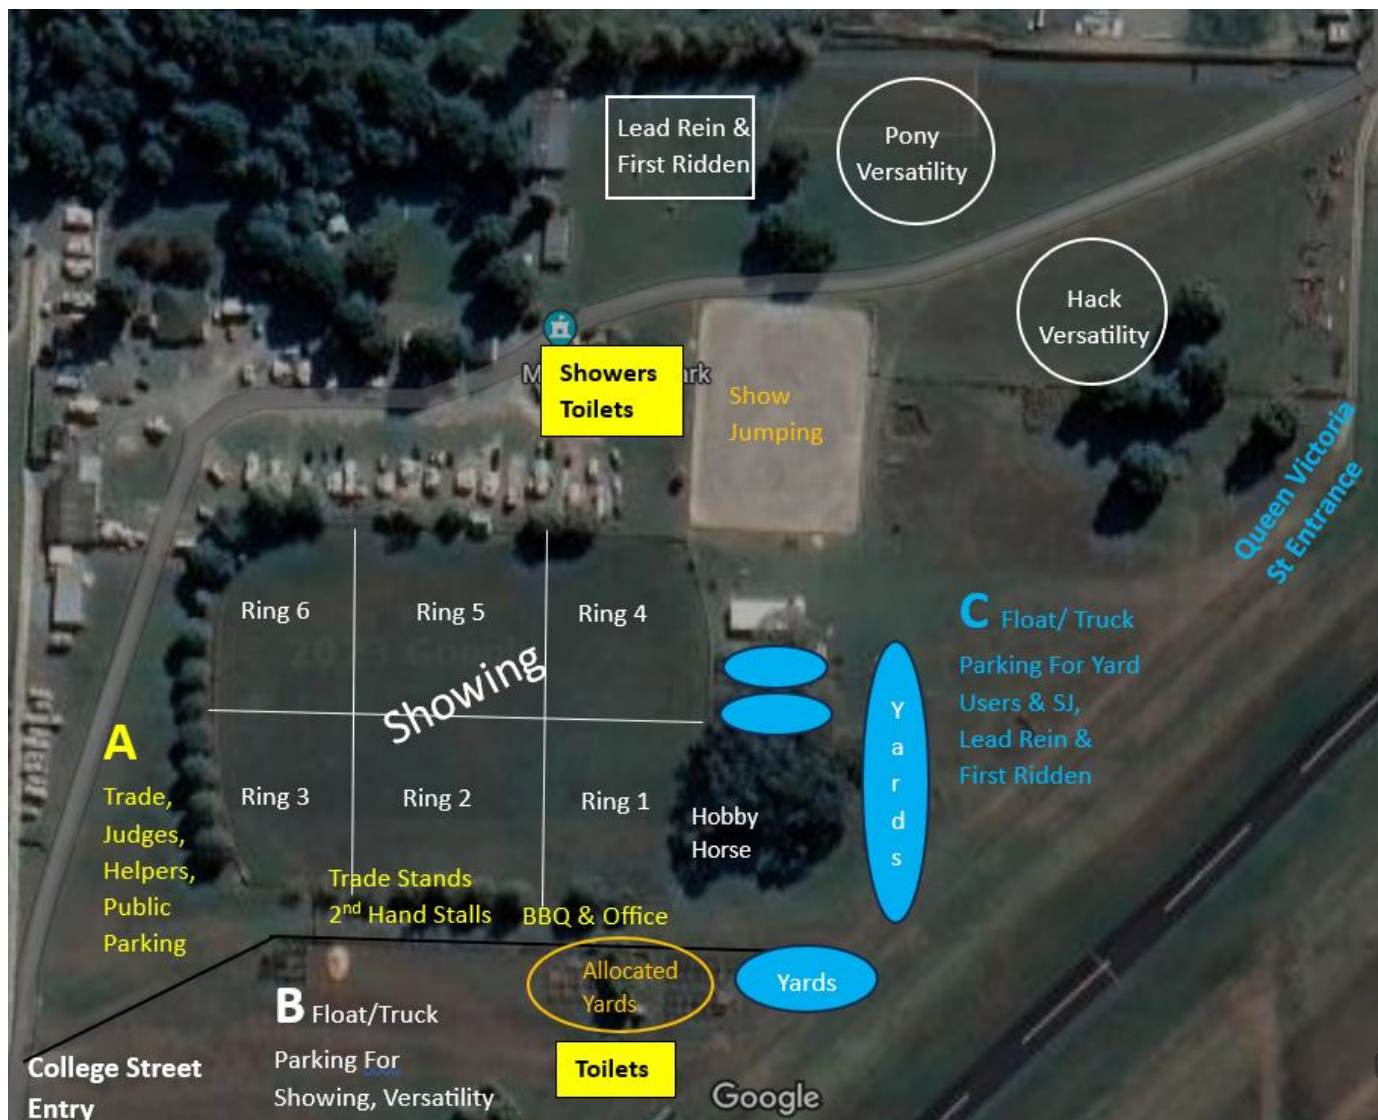 Lead Rein &
First Ridden
Pony
Versatility
Hack
Versatility
Showers
Toilets
M
ark
Show
Jumping
Queen Victoria
St Entrance
Ring 6
Ring 5
Ring 4
Showing
Ring 3
Ring 2
Ring 1
Hobby
Horse
Yards
C Float/ Truck
Parking For Yard
Users & SJ,
Lead Rein &
First Ridden
A
Trade,
Judges,
Helpers,
Public
Parking
Trade Stands
2nd Hand Stalls
BBQ & Office
Allocated
Yards
Yards
B Float/Truck
Parking For
Showing, Versatility
Toilets
College Street
Entry
Google